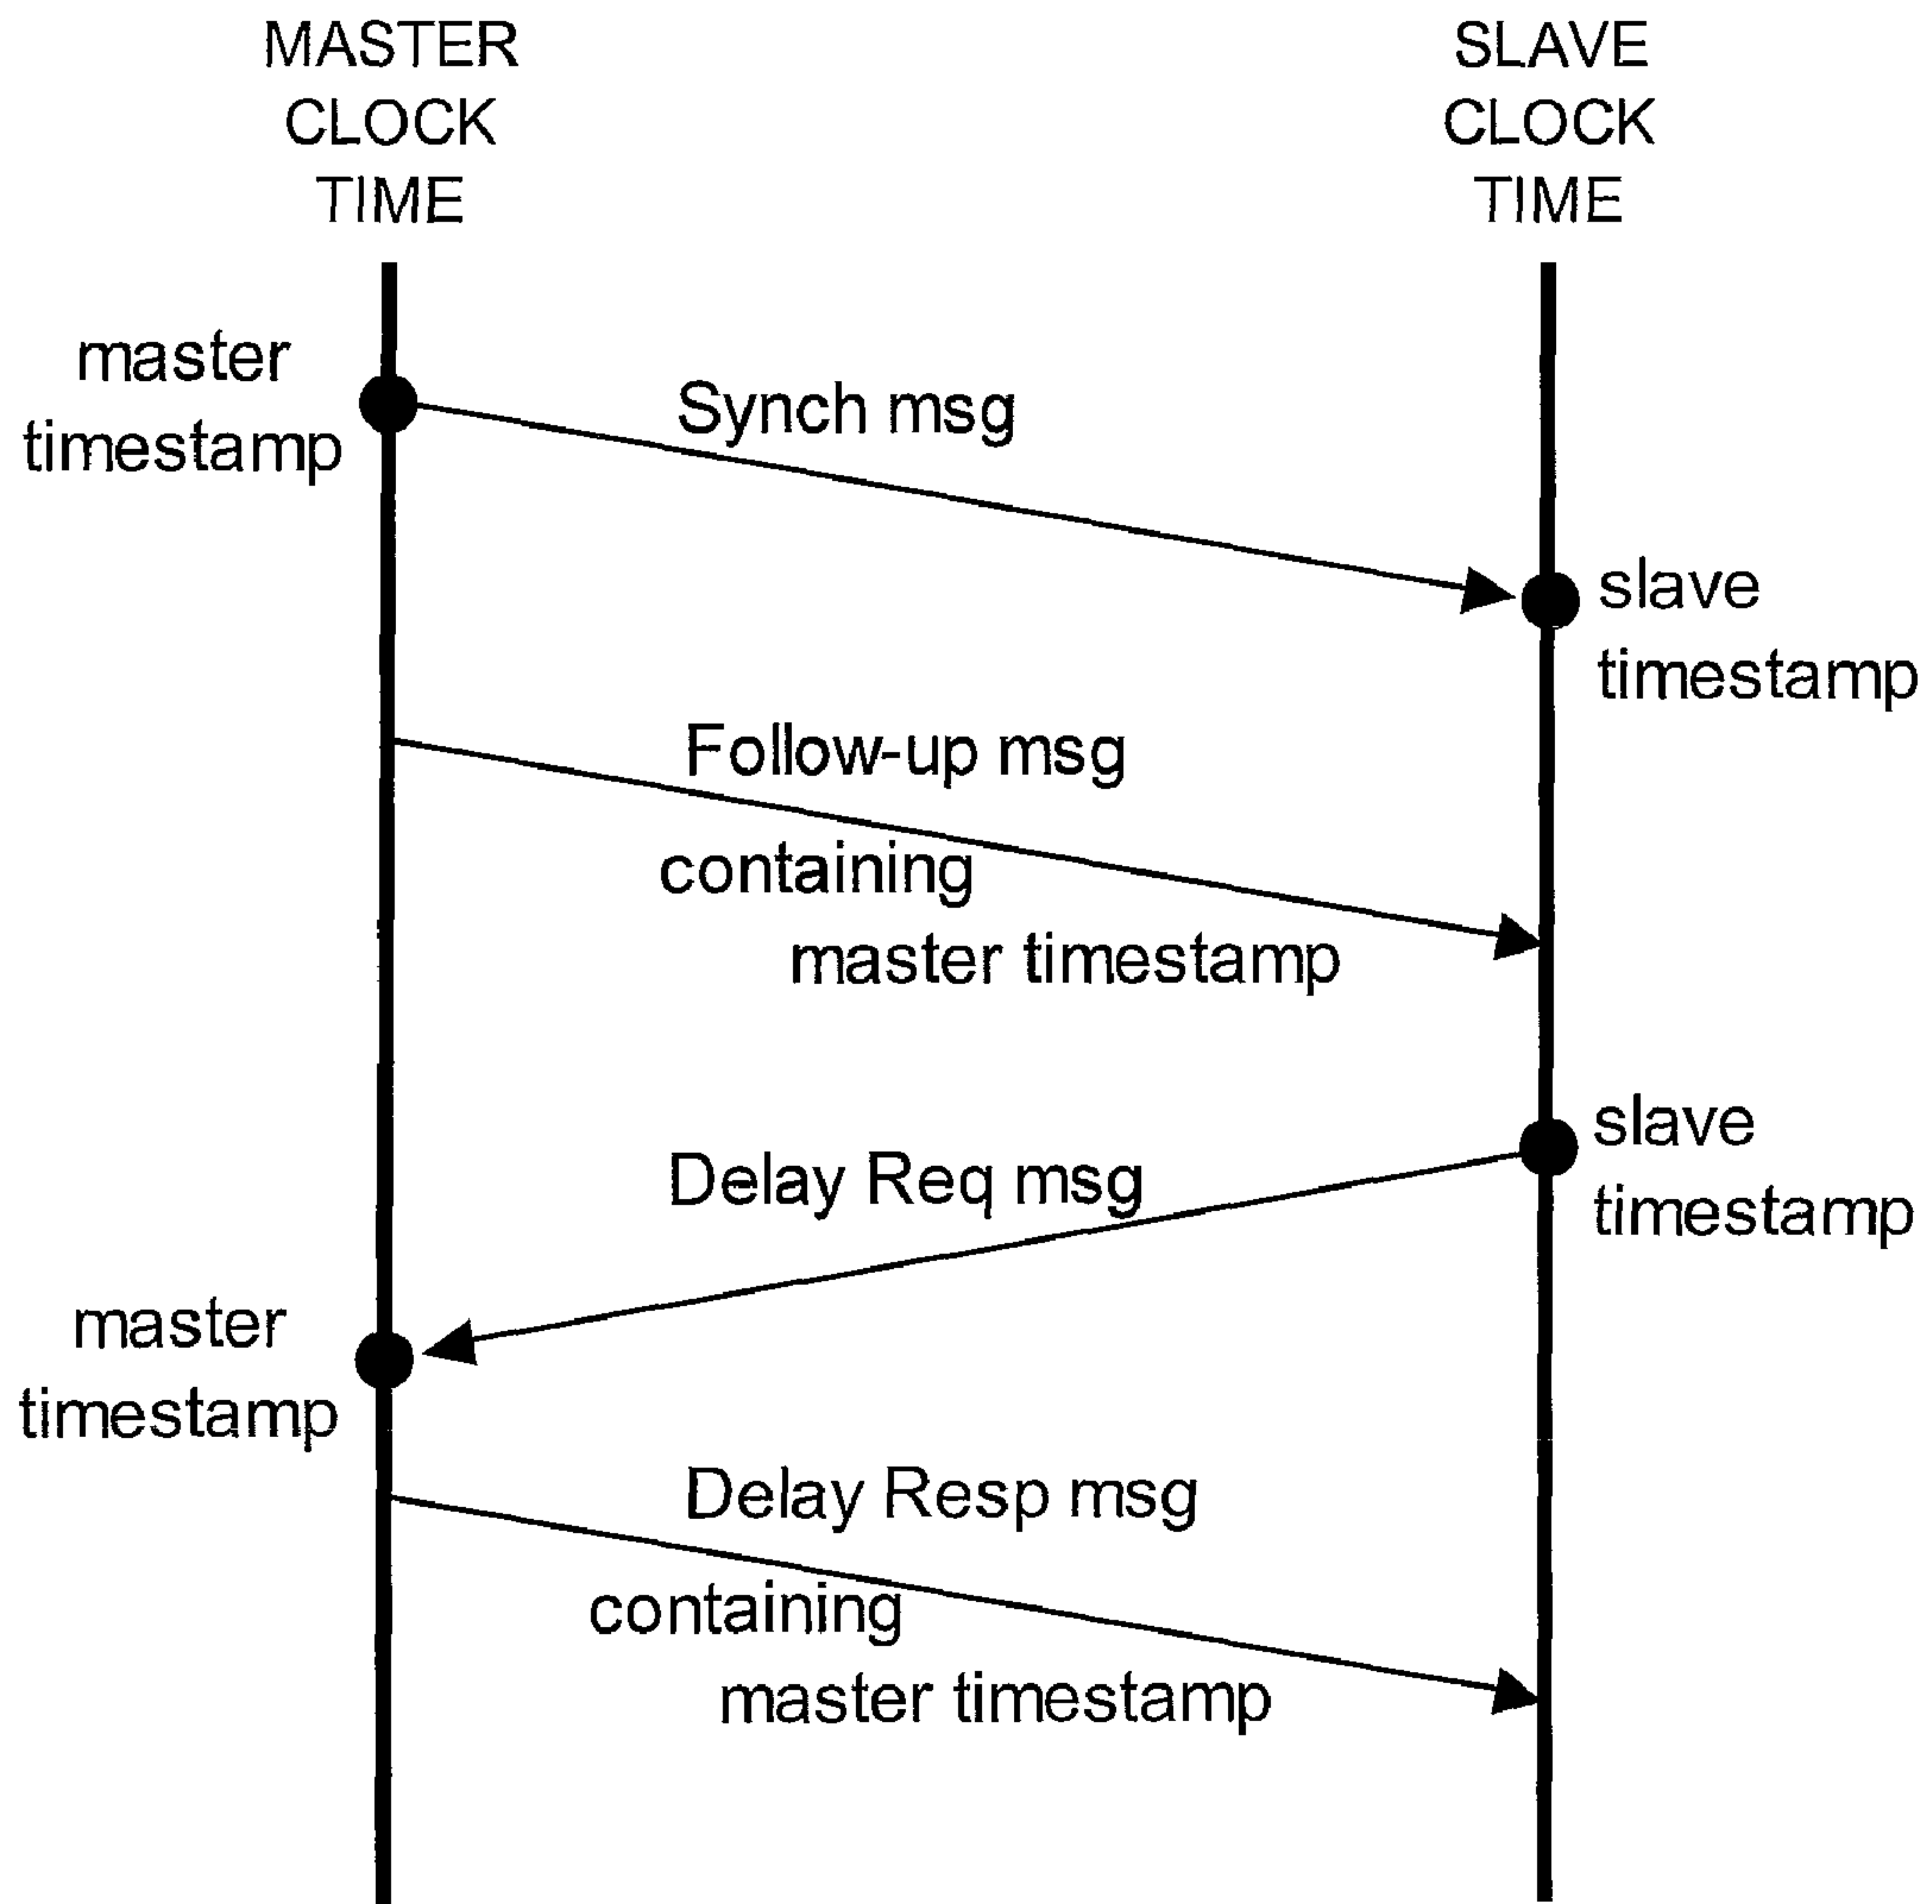 MASTER
CLOCK
TIME
SLAVE
CLOCK
TIME
master
timestamp
Synch msg
slave
timestamp
Follow-up msg
containing
master timestamp
slave
timestamp
Delay Req msg
master
timestamp
Delay Resp msg
containing
master timestamp